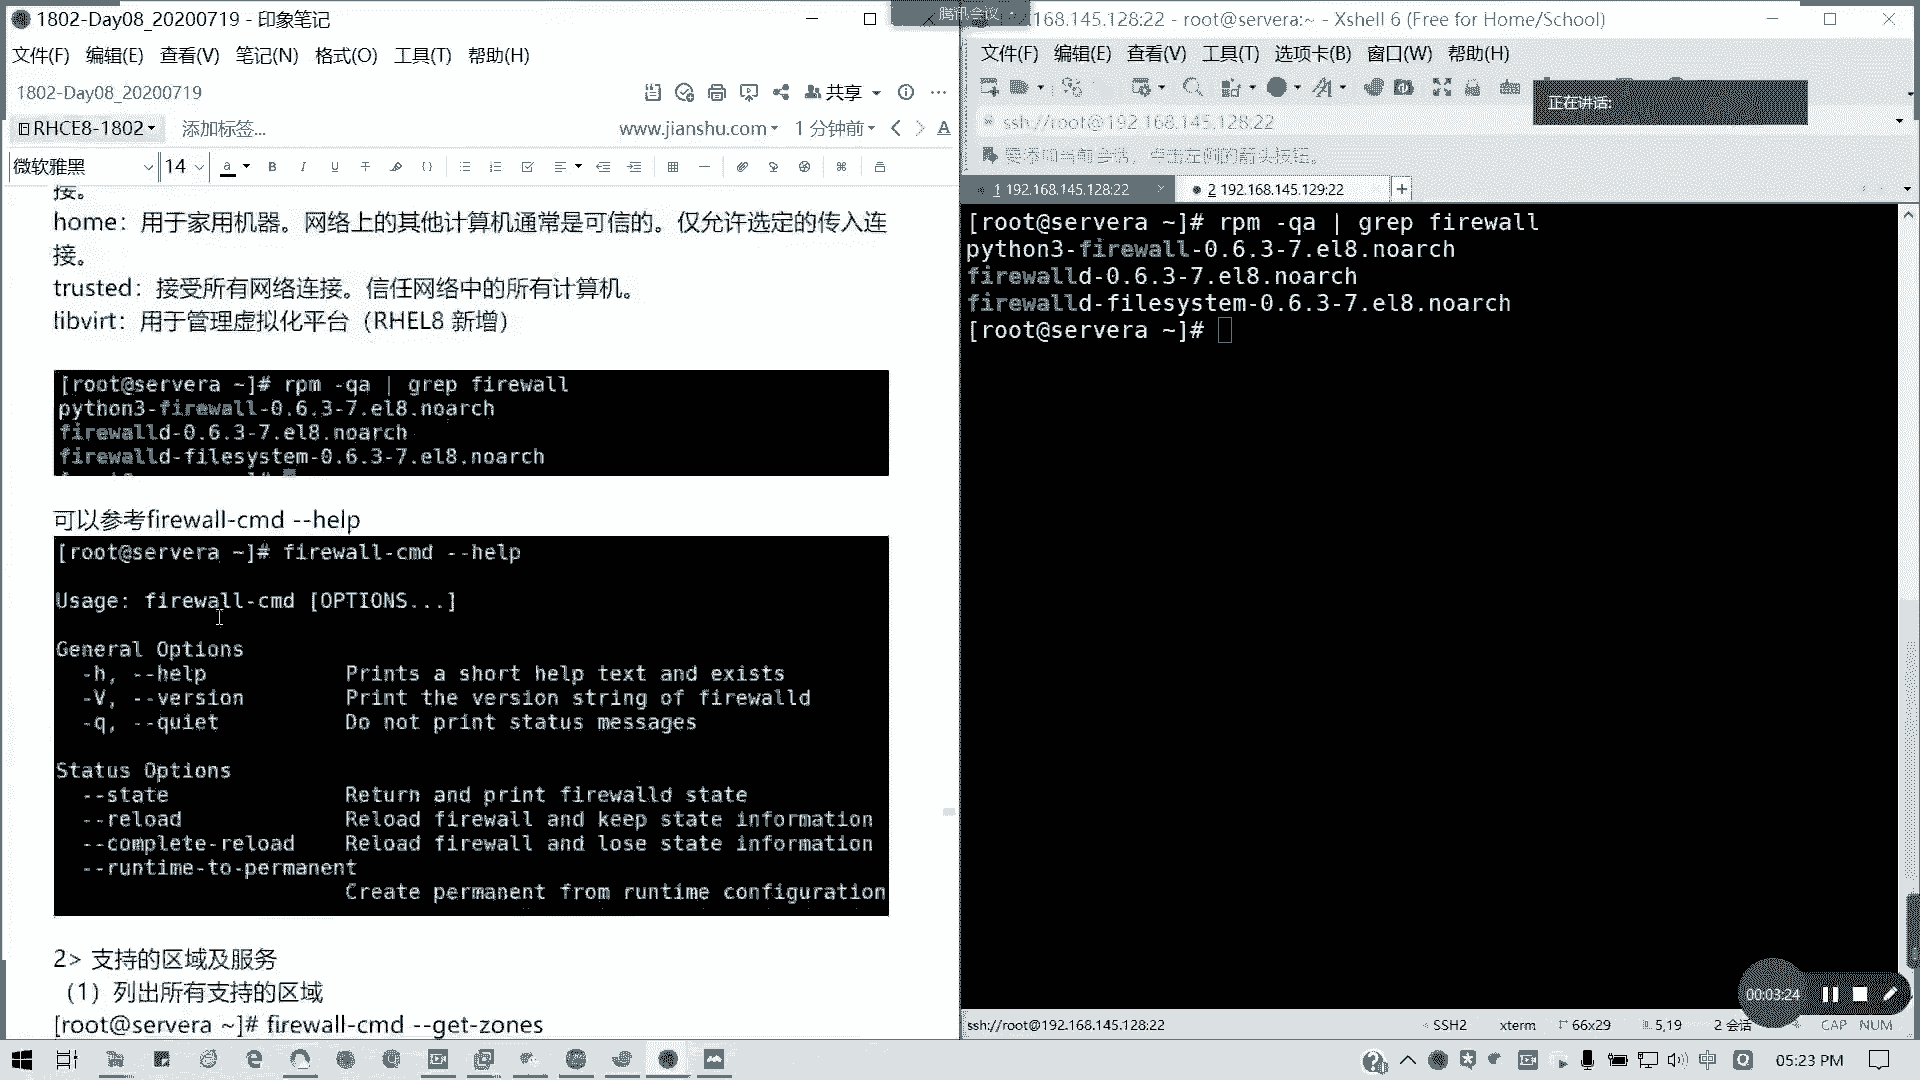 1802-Day08_20200719 - 印象笔记
文件(F) 编辑(E) 查看(V) 笔记(N) 格式(O) 工具(T) 帮助(H)
1802-Day08_20200719
共享
RHCE8-1802
添加标签...
www.jianshu.com
1 分钟前
微软雅黑
14
接。
home：用于家用机器。网络上的其他计算机通常是可信的。仅允许选定的传入连
接。
trusted：接受所有网络连接。信任网络中的所有计算机。
libvirt：用于管理虚拟化平台（RHEL8 新增）
[root@servera ~]# rpm -qa | grep firewall
python3-firewall-0.6.3-7.el8.noarch
firewalld-0.6.3-7.el8.noarch
firewalld-filesystem-0.6.3-7.el8.noarch
可以参考firewall-cmd --help
[root@servera ~]# firewall-cmd --help
Usage: firewall-cmd [OPTIONS...]
General Options
-h, --help Prints a short help text and exists
-V, --version Print the version string of firewalld
-q, --quiet Do not print status messages
Status Options
--state Return and print firewalld state
--reload Reload firewall and keep state information
--complete-reload Reload firewall and lose state information
--runtime-to-permanent
Create permanent from runtime configuration
2> 支持的区域及服务
（1）列出所有支持的区域
[root@servera ~]# firewall-cmd --get-zones
腾讯会议
.168.145.128:22 - root@servera:~ - Xshell 6 (Free for Home/School)
文件(F) 编辑(E) 查看(V) 工具(T) 选项卡(B) 窗口(W) 帮助(H)
正在讲话:
ssh://root@192.168.145.128:22
要添加当前会话，点击左侧的箭头按钮。
1 192.168.145.128:22
2 192.168.145.129:22
[root@servera ~]# rpm -qa | grep firewall
python3-firewall-0.6.3-7.el8.noarch
firewalld-0.6.3-7.el8.noarch
firewalld-filesystem-0.6.3-7.el8.noarch
[root@servera ~]#
00:03:24
ssh://root@192.168.145.128:22
SSH2
xterm
66x29
5,19
2 会话
CAP
NUM
中
05:23 PM